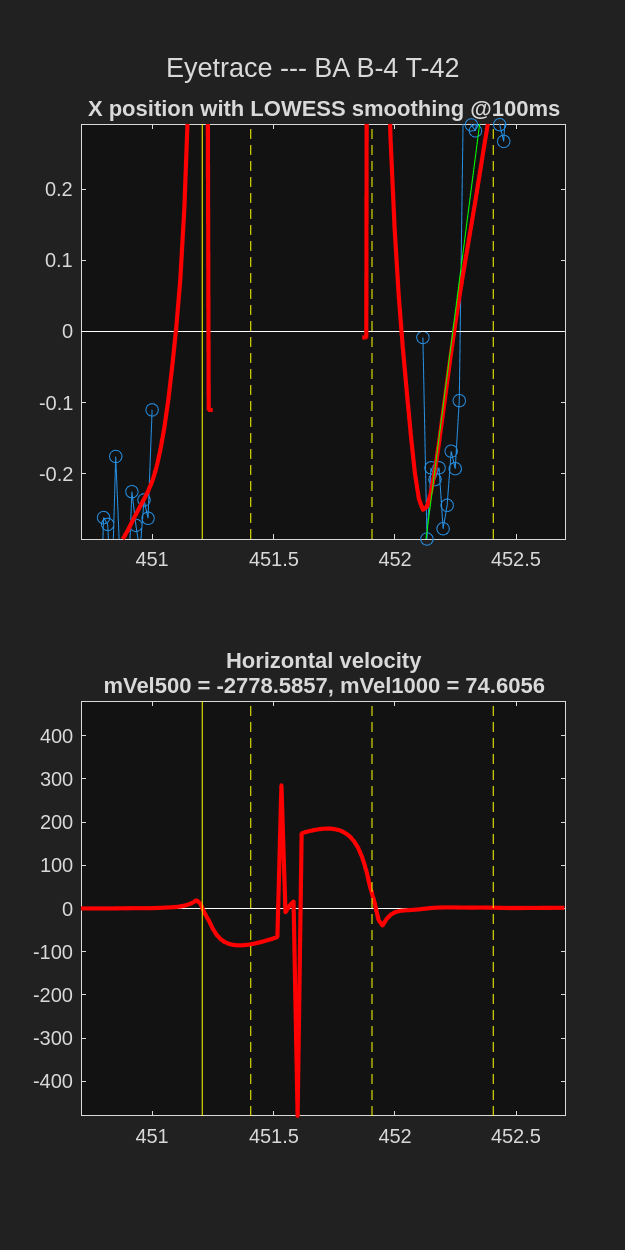 Eyetrace --- BA B-4 T-42
X position with LOWESS smoothing @100ms
0.2
0.1
0
-0.1
-0.2
451 451.5 452 452.5
Horizontal velocity
mVel500 = -2778.5857, mVel1000 = 74.6056
400
300
200
100
0
-100
-200
-300
-400
451 451.5 452 452.5